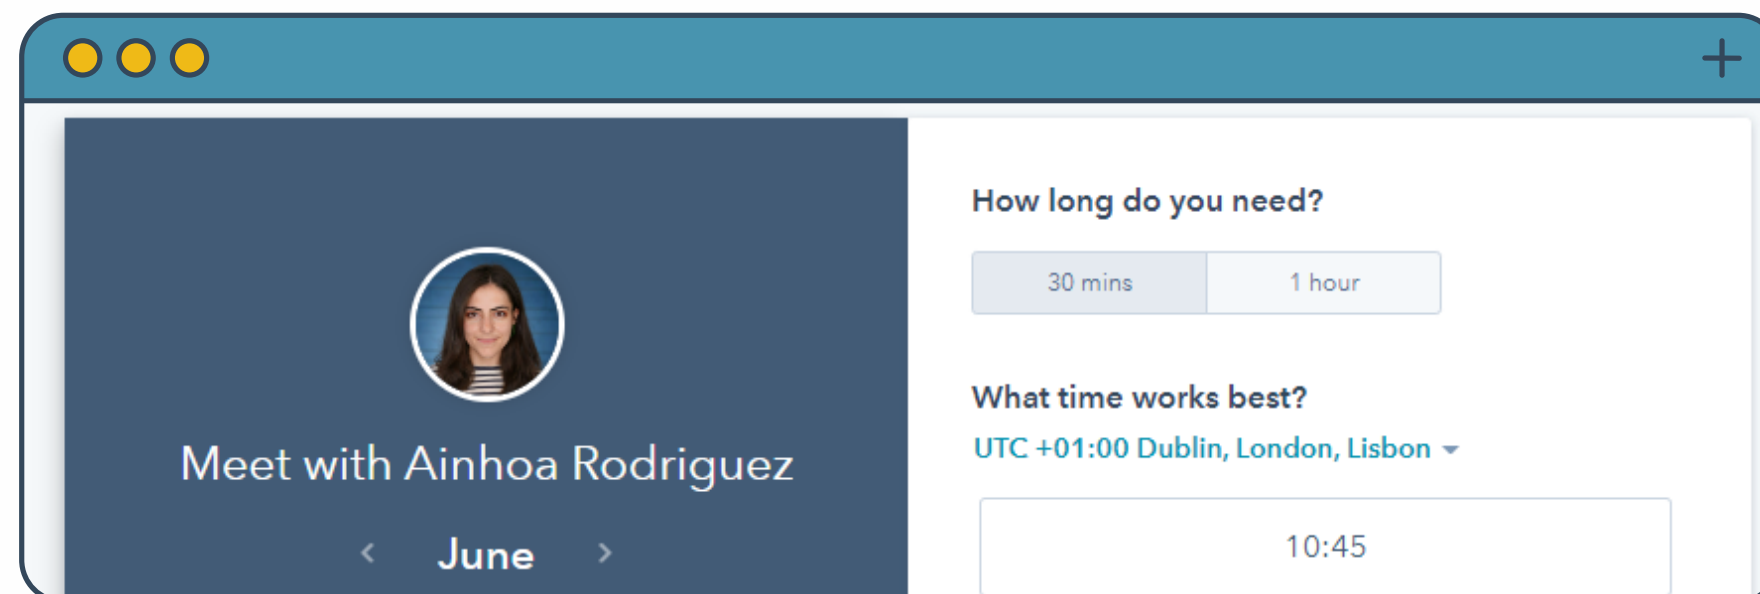 Meet with Ainhoa Rodriguez
June
How long do you need?
30 mins
1 hour
What time works best?
UTC +01:00 Dublin, London, Lisbon
10:45